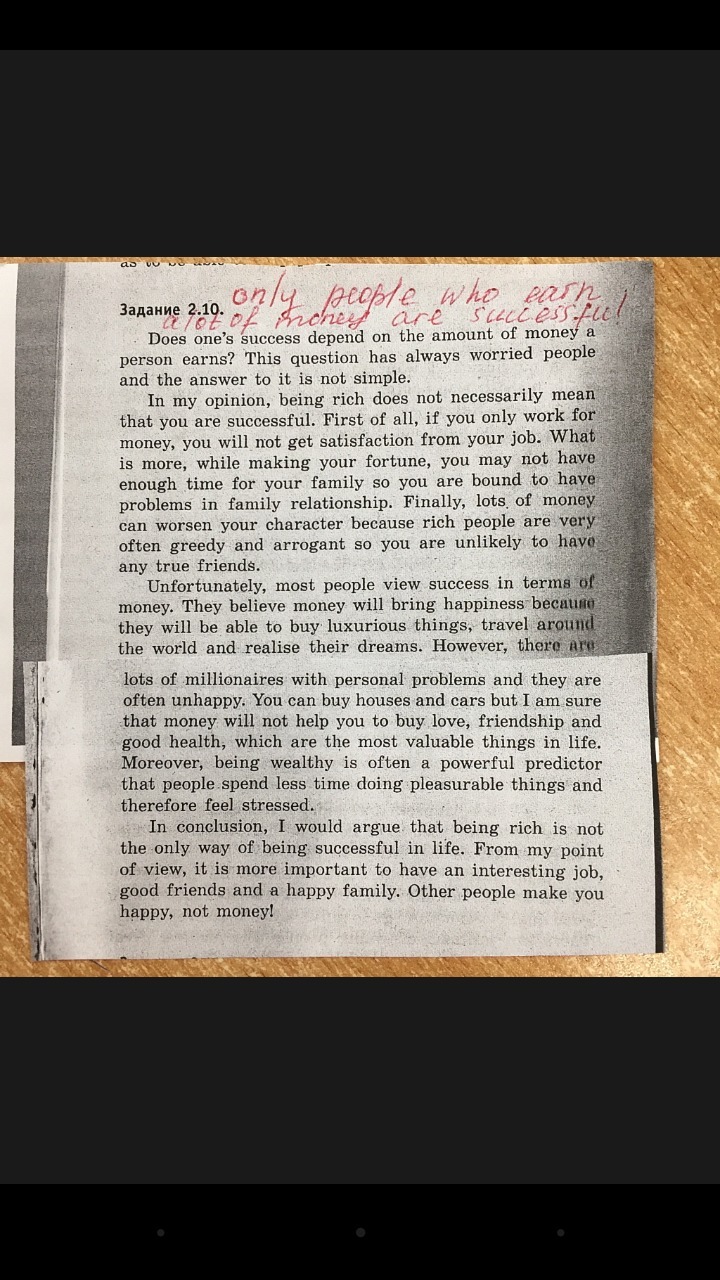 only people who earn
Задание 2.10.
a lot of money are successful
Does one's success depend on the amount of money a
person earns? This question has always worried people
and the answer to it is not simple.
In my opinion, being rich does not necessarily mean
that you are successful. First of all, if you only work for
money, you will not get satisfaction from your job. What
is more, while making your fortune, you may not have
enough time for your family so you are bound to have
problems in family relationship. Finally, lots of money
can worsen your character because rich people are very
often greedy and arrogant so you are unlikely to have
any true friends.
Unfortunately, most people view success in terms of
money. They believe money will bring happiness because
they will be able to buy luxurious things, travel around
the world and realise their dreams. However, there are
lots of millionaires with personal problems and they are
often unhappy. You can buy houses and cars but I am sure
that money will not help you to buy love, friendship and
good health, which are the most valuable things in life.
Moreover, being wealthy is often a powerful predictor
that people spend less time doing pleasurable things and
therefore feel stressed.
In conclusion, I would argue that being rich is not
the only way of being successful in life. From my point
of view, it is more important to have an interesting job,
good friends and a happy family. Other people make you
happy, not money!